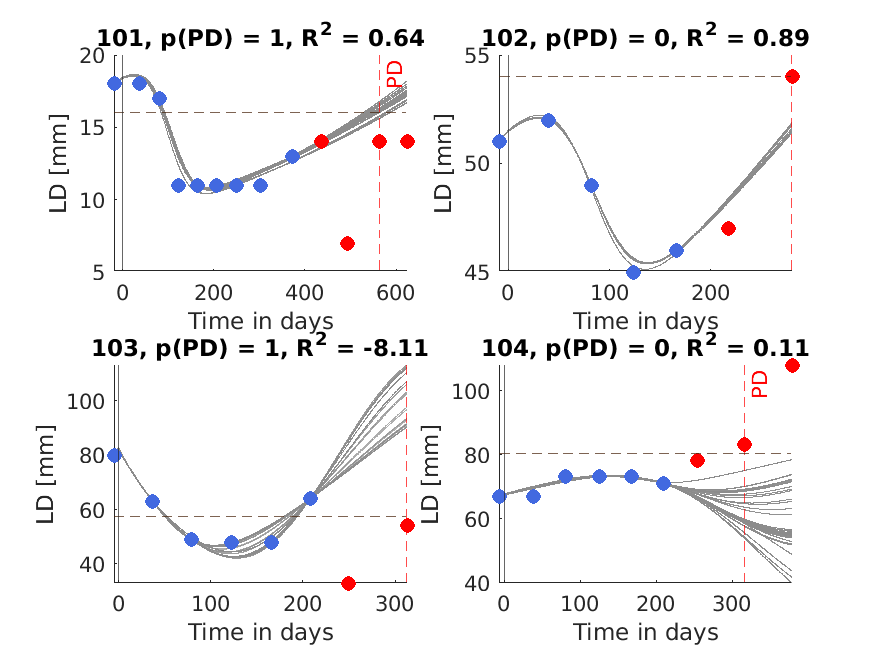 101, p(PD) = 1, R² = 0.64
20
15
10
5
LD [mm]
PD
0 200 400 600
Time in days
102, p(PD) = 0, R² = 0.89
55
50
45
LD [mm]
0 100 200
Time in days
103, p(PD) = 1, R² = -8.11
100
80
60
40
LD [mm]
0 100 200 300
Time in days
104, p(PD) = 0, R² = 0.11
100
80
60
40
LD [mm]
PD
0 100 200 300
Time in days